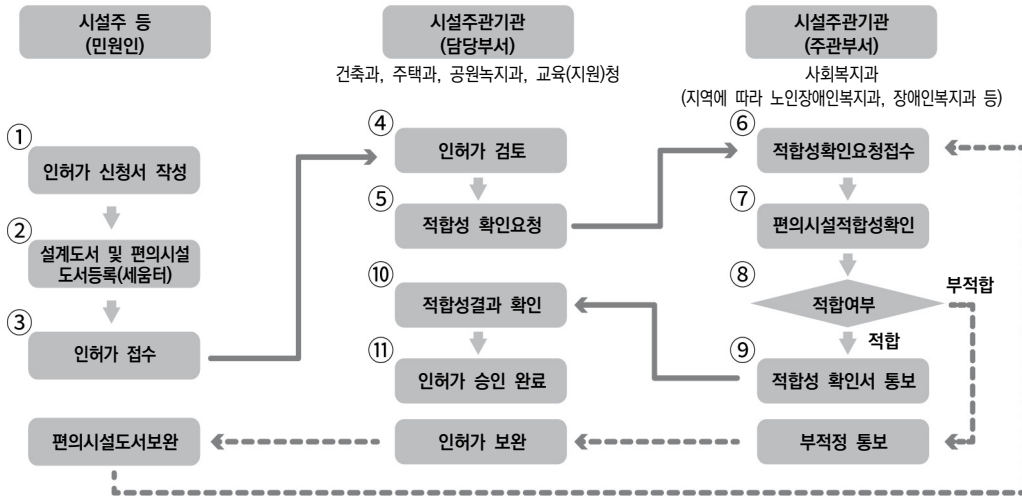 시설주 등
(민원인)
시설주관기관
(담당부서)
시설주관기관
(주관부서)
건축과, 주택과, 공원녹지과, 교육(지원)청
사회복지과
(지역에 따라 노인장애인복지과, 장애인복지과 등)
①
인허가 신청서 작성
②
설계도서 및 편의시설
도서등록(세움터)
③
인허가 접수
④
인허가 검토
⑤
적합성 확인요청
⑥
적합성확인요청접수
⑦
편의시설적합성확인
⑧
적합여부
부적합
적합
⑨
적합성 확인서 통보
⑩
적합성결과 확인
⑪
인허가 승인 완료
부적정 통보
인허가 보완
편의시설도서보완